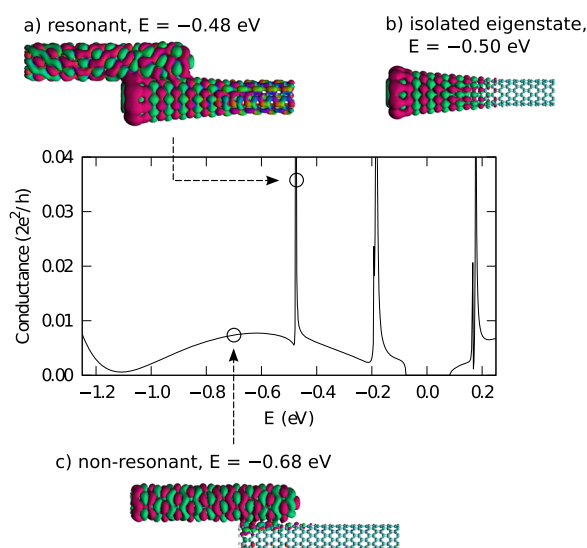 a) resonant, E = −0.48 eV
b) isolated eigenstate,
E = −0.50 eV
0.04
0.03
0.02
0.01
0.00
Conductance (2e²/h)
−1.2 −1.0 −0.8 −0.6 −0.4 −0.2 0.0 0.2
E (eV)
c) non-resonant, E = −0.68 eV